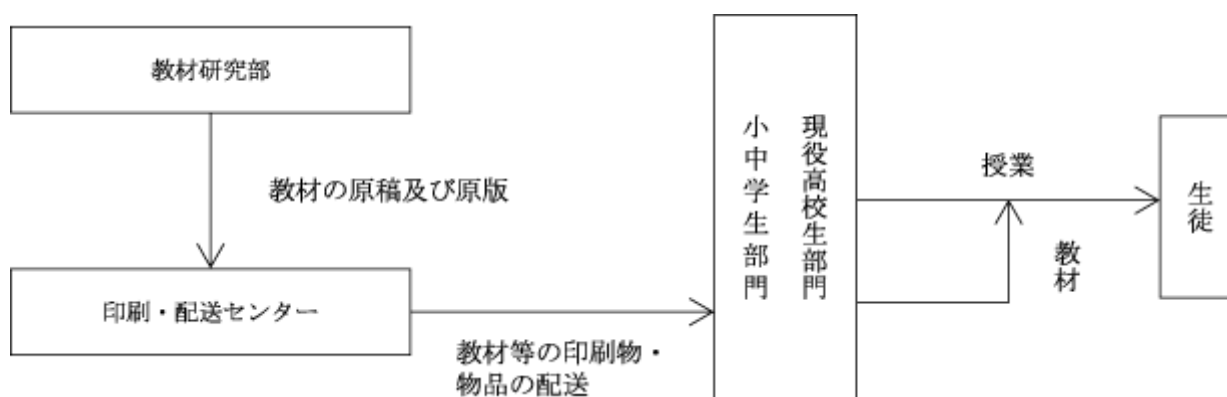 教材研究部
教材の原稿及び原版
印刷・配送センター
教材等の印刷物・
物品の配送
現役高校生部門
小中学生部門
授業
教材
生徒